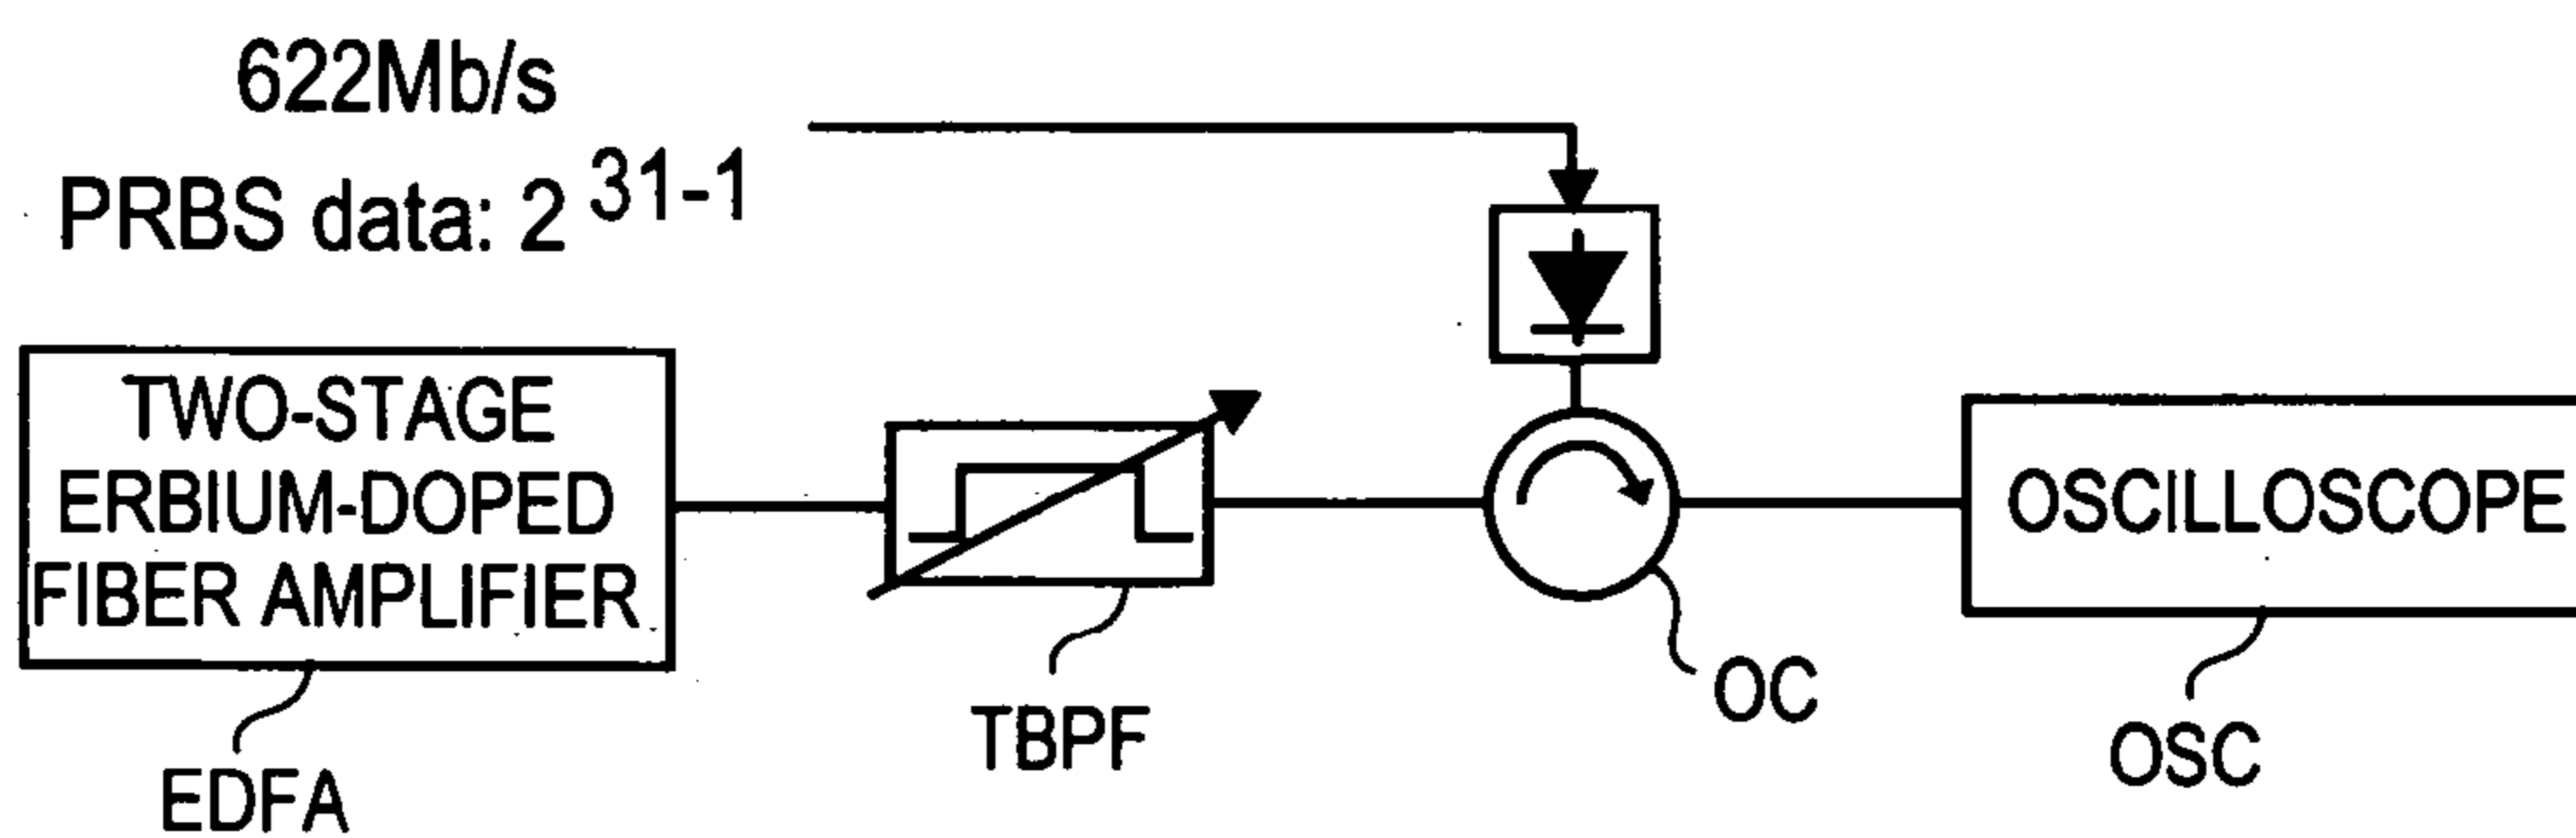 622Mb/s
PRBS data: 2 31-1
TWO-STAGE
ERBIUM-DOPED
FIBER AMPLIFIER
OSCILLOSCOPE
EDFA
TBPF
OC
OSC